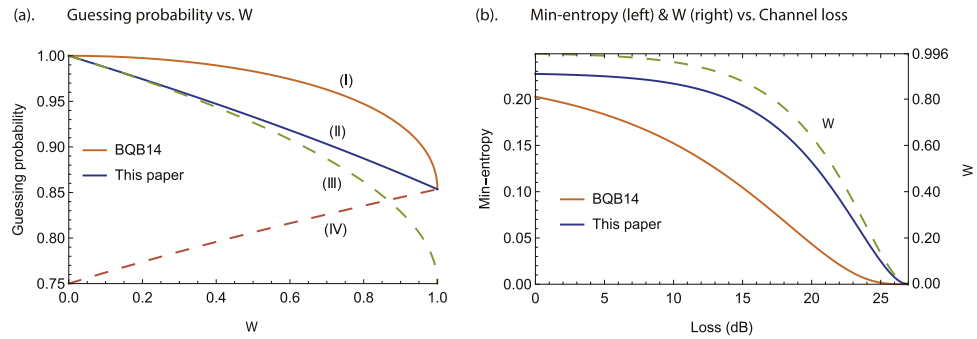 (a). Guessing probability vs. W
1.00
0.95
0.90
0.85
0.80
0.75
Guessing probability
(I)
(II)
(III)
(IV)
BQB14
This paper
0.0 0.2 0.4 0.6 0.8 1.0
W
(b). Min-entropy (left) & W (right) vs. Channel loss
0.20
0.15
0.10
0.05
0.00
Min-entropy
W
BQB14
This paper
0.996
0.80
0.60
0.40
0.20
0.00
W
0 5 10 15 20 25
Loss (dB)